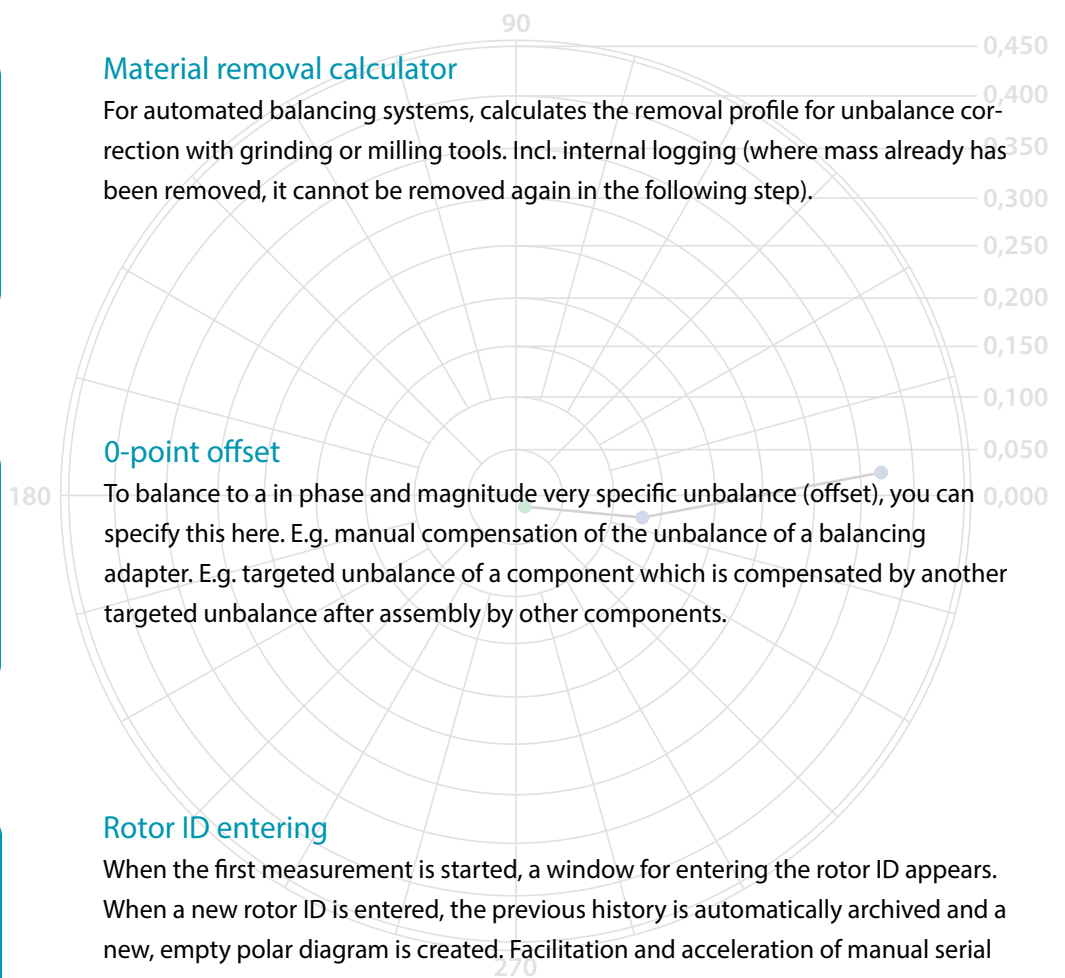 90
0,450
Material removal calculator
0,400
For automated balancing systems, calculates the removal profile for unbalance cor-
0,350
rection with grinding or milling tools. Incl. internal logging (where mass already has
been removed, it cannot be removed again in the following step).
0,300
0,250
0,200
0,150
0,100
0-point offset
0,050
180
To balance to a in phase and magnitude very specific unbalance (offset), you can
0,000
specify this here. E.g. manual compensation of the unbalance of a balancing
adapter. E.g. targeted unbalance of a component which is compensated by another
targeted unbalance after assembly by other components.
Rotor ID entering
When the first measurement is started, a window for entering the rotor ID appears.
When a new rotor ID is entered, the previous history is automatically archived and a
new, empty polar diagram is created. Facilitation and acceleration of manual serial
270